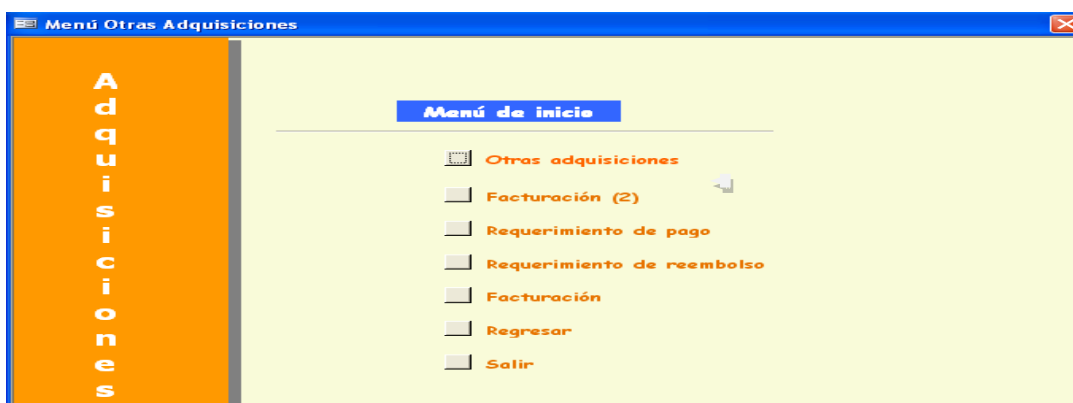 Menú Otras Adquisiciones
Adquisiciones
Menú de inicio
Otras adquisiciones
Facturación (2)
Requerimiento de pago
Requerimiento de reembolso
Facturación
Regresar
Salir